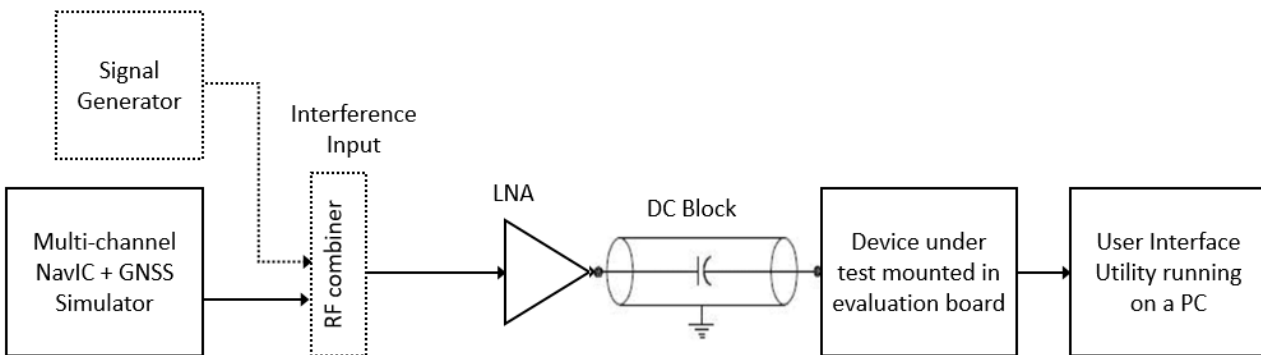 Signal
Generator
Interference
Input
Multi-channel
NavIC + GNSS
Simulator
RF combiner
LNA
DC Block
Device under
test mounted in
evaluation board
User Interface
Utility running
on a PC